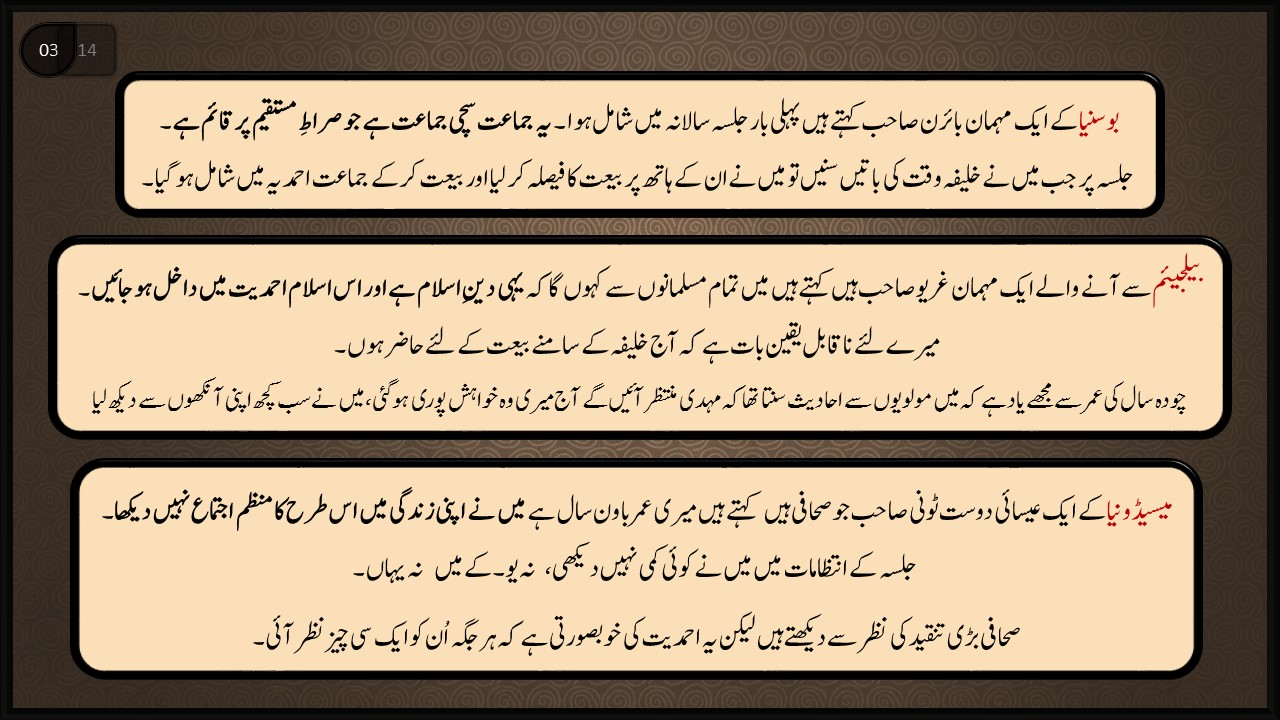 03 14
بوسنیا کے ایک مہمان بائرن صاحب کہتے ہیں پہلی بار جلسہ سالانہ میں شامل ہوا۔ یہ جماعت سچی جماعت ہے جو صراطِ مستقیم پر قائم ہے۔
جلسہ پر جب میں نے خلیفہ وقت کی باتیں سنیں تو میں نے ان کے ہاتھ پر بیعت کا فیصلہ کر لیا اور بیعت کر کے جماعت احمدیہ میں شامل ہو گیا۔
بیلجیئم سے آنے والے ایک مہمان غریو صاحب ہیں کہتے ہیں میں تمام مسلمانوں سے کہوں گا کہ یہی دینِ اسلام ہے اور اس اسلام احمدیت میں داخل ہو جائیں۔
میرے لئے ناقابل یقین بات ہے کہ آج خلیفہ کے سامنے بیعت کے لئے حاضر ہوں۔
چودہ سال کی عمر سے مجھے یاد ہے کہ میں مولویوں سے احادیث سنتا تھا کہ مہدی منتظر آئیں گے آج میری وہ خواہش پوری ہو گئی، میں نے سب کچھ اپنی آنکھوں سے دیکھ لیا
میسیڈونیا کے ایک عیسائی دوست ٹونی صاحب جو صحافی ہیں کہتے ہیں میری عمر باون سال ہے میں نے اپنی زندگی میں اس طرح کا منظم اجتماع نہیں دیکھا۔
جلسہ کے انتظامات میں میں نے کوئی کمی نہیں دیکھی، نہ یو۔کے میں نہ یہاں۔
صحافی بڑی تنقید کی نظر سے دیکھتے ہیں لیکن یہ احمدیت کی خوبصورتی ہے کہ ہر جگہ اُن کو ایک سی چیز نظر آئی۔